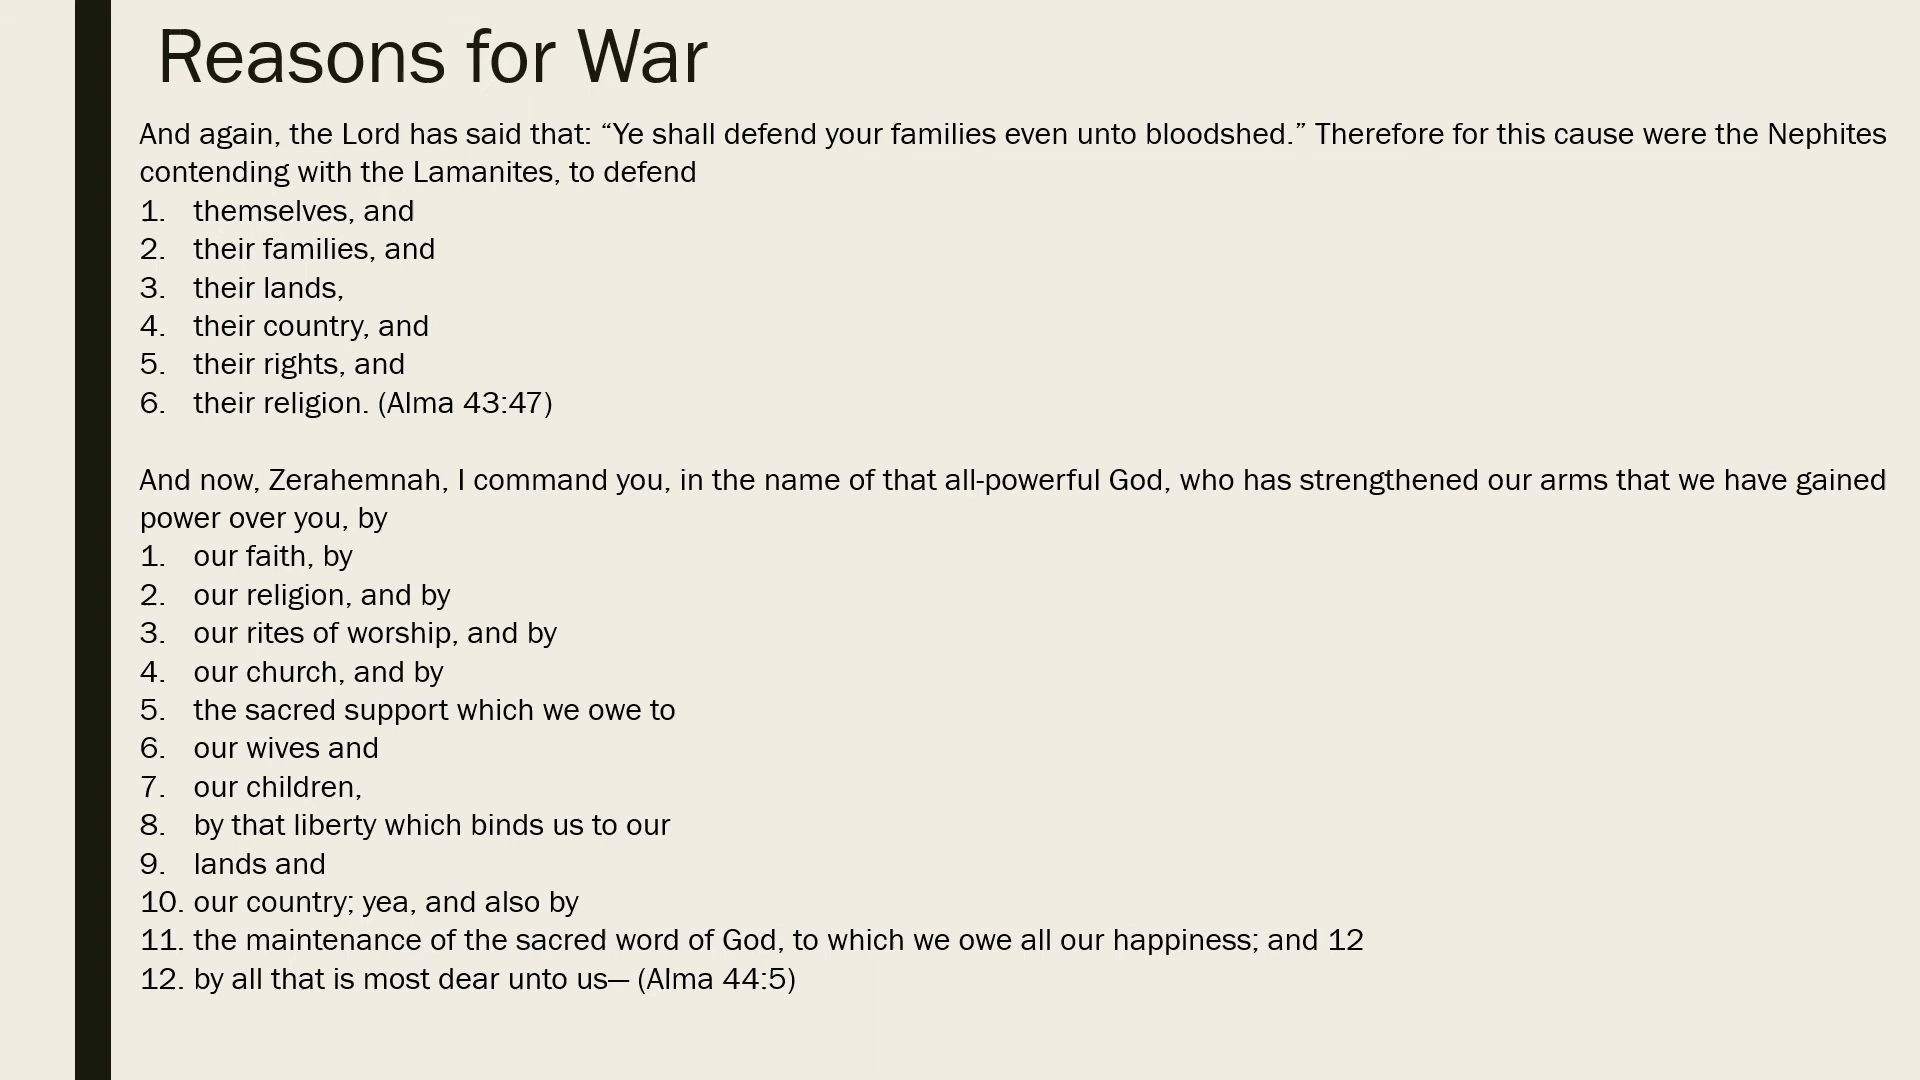 Reasons for War
And again, the Lord has said that: “Ye shall defend your families even unto bloodshed.” Therefore for this cause were the Nephites
contending with the Lamanites, to defend
1. themselves, and
2. their families, and
3. their lands,
4. their country, and
5. their rights, and
6. their religion. (Alma 43:47)
And now, Zerahemnah, I command you, in the name of that all-powerful God, who has strengthened our arms that we have gained
power over you, by
1. our faith, by
2. our religion, and by
3. our rites of worship, and by
4. our church, and by
5. the sacred support which we owe to
6. our wives and
7. our children,
8. by that liberty which binds us to our
9. lands and
10. our country; yea, and also by
11. the maintenance of the sacred word of God, to which we owe all our happiness; and 12
12. by all that is most dear unto us— (Alma 44:5)